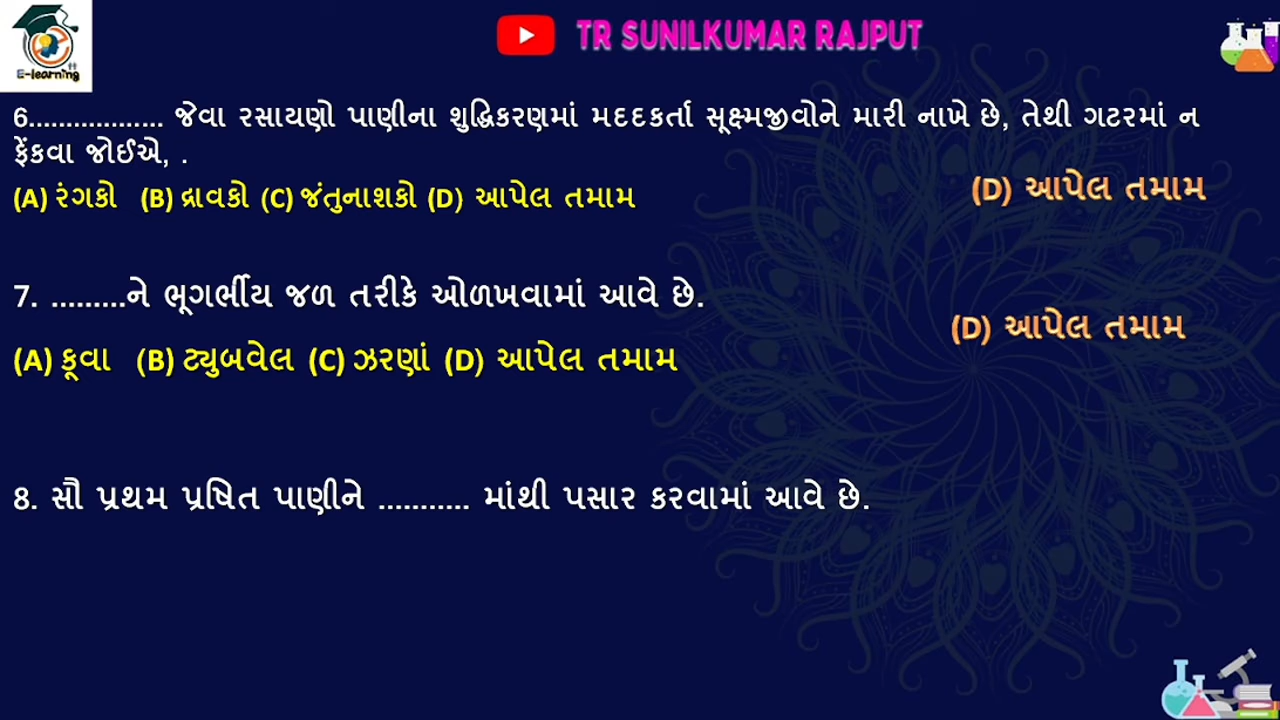 E-learning
TR SUNILKUMAR RAJPUT
6.................. જેવા રસાયણો પાણીના શુદ્ધિકરણમાં મદદકર્તા સૂક્ષ્મજીવોને મારી નાખે છે, તેથી ગટરમાં ન
ફેંકવા જોઈએ, .
(A) રંગકો (B) દ્રાવકો (C) જંતુનાશકો (D) આપેલ તમામ
(D) આપેલ તમામ
7. .........ને ભૂગર્ભીય જળ તરીકે ઓળખવામાં આવે છે.
(D) આપેલ તમામ
(A) કૂવા (B) ટ્યુબવેલ (C) ઝરણાં (D) આપેલ તમામ
8. સૌ પ્રથમ પ્રષિત પાણીને ........... માંથી પસાર કરવામાં આવે છે.